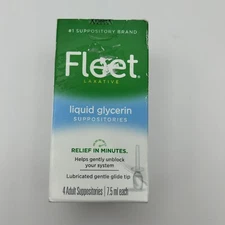 #1 SUPPOSITORY BRAND
Fleet
LAXATIVE
liquid glycerin
SUPPOSITORIES
RELIEF IN MINUTES.
Helps gently unblock
your system
Lubricated gentle glide tip
4 Adult Suppositories | 7.5 ml each